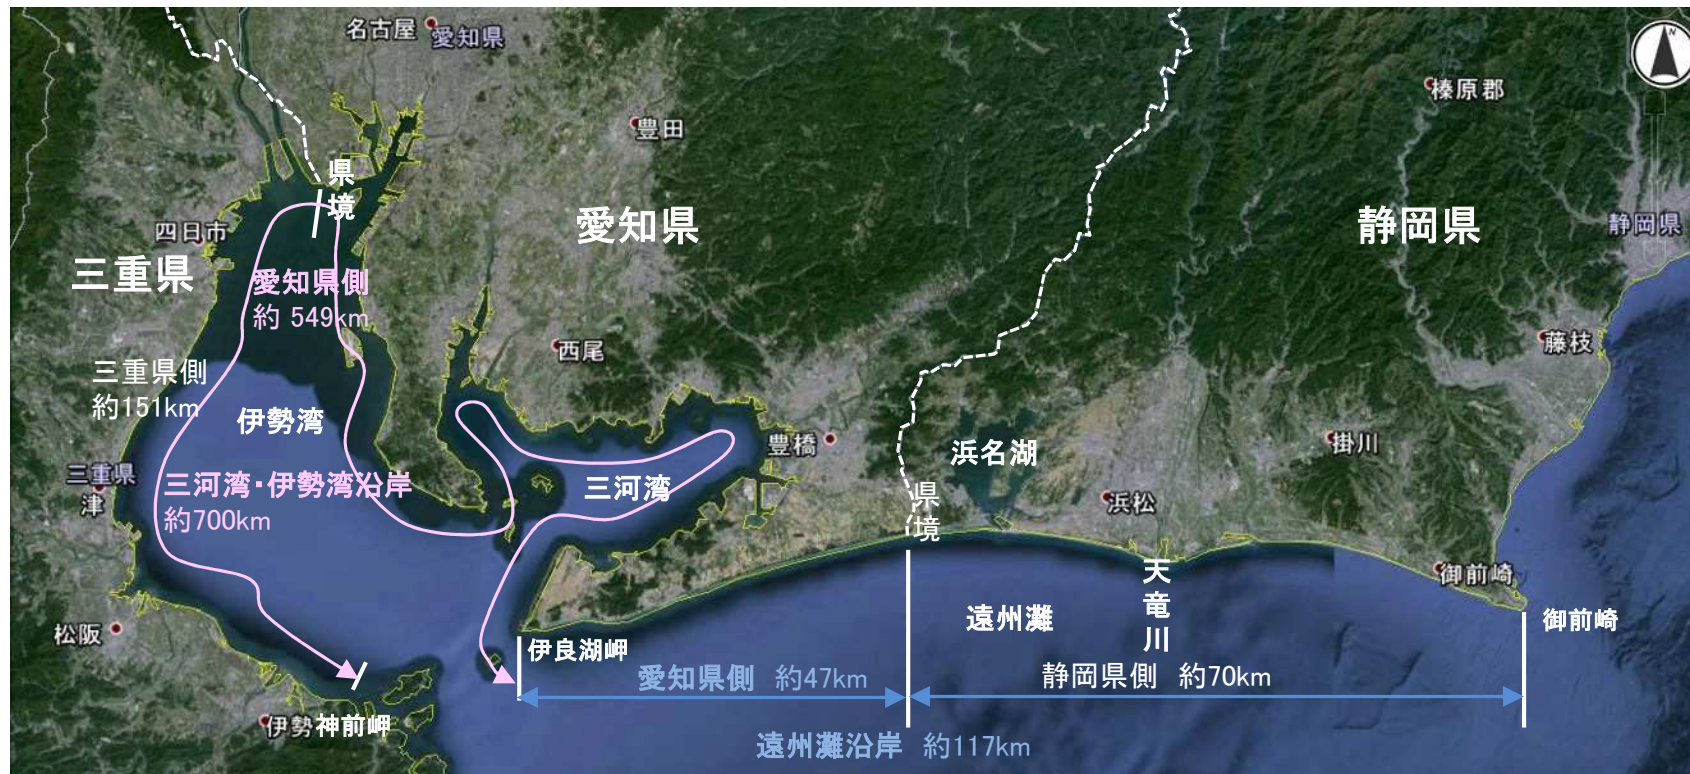 名古屋
愛知県
N
榛原郡
豊田
県境
四日市
愛知県
静岡県
静岡県
三重県
愛知県側
約 549km
西尾
藤枝
三重県側
約151km
伊勢湾
豊橋
浜名湖
掛川
三重県
津
三河湾・伊勢湾沿岸
約700km
三河湾
県境
浜松
天竜川
御前崎
遠州灘
御前崎
松阪
伊良湖岬
愛知県側 約47km
静岡県側 約70km
伊勢
神前岬
遠州灘沿岸 約117km